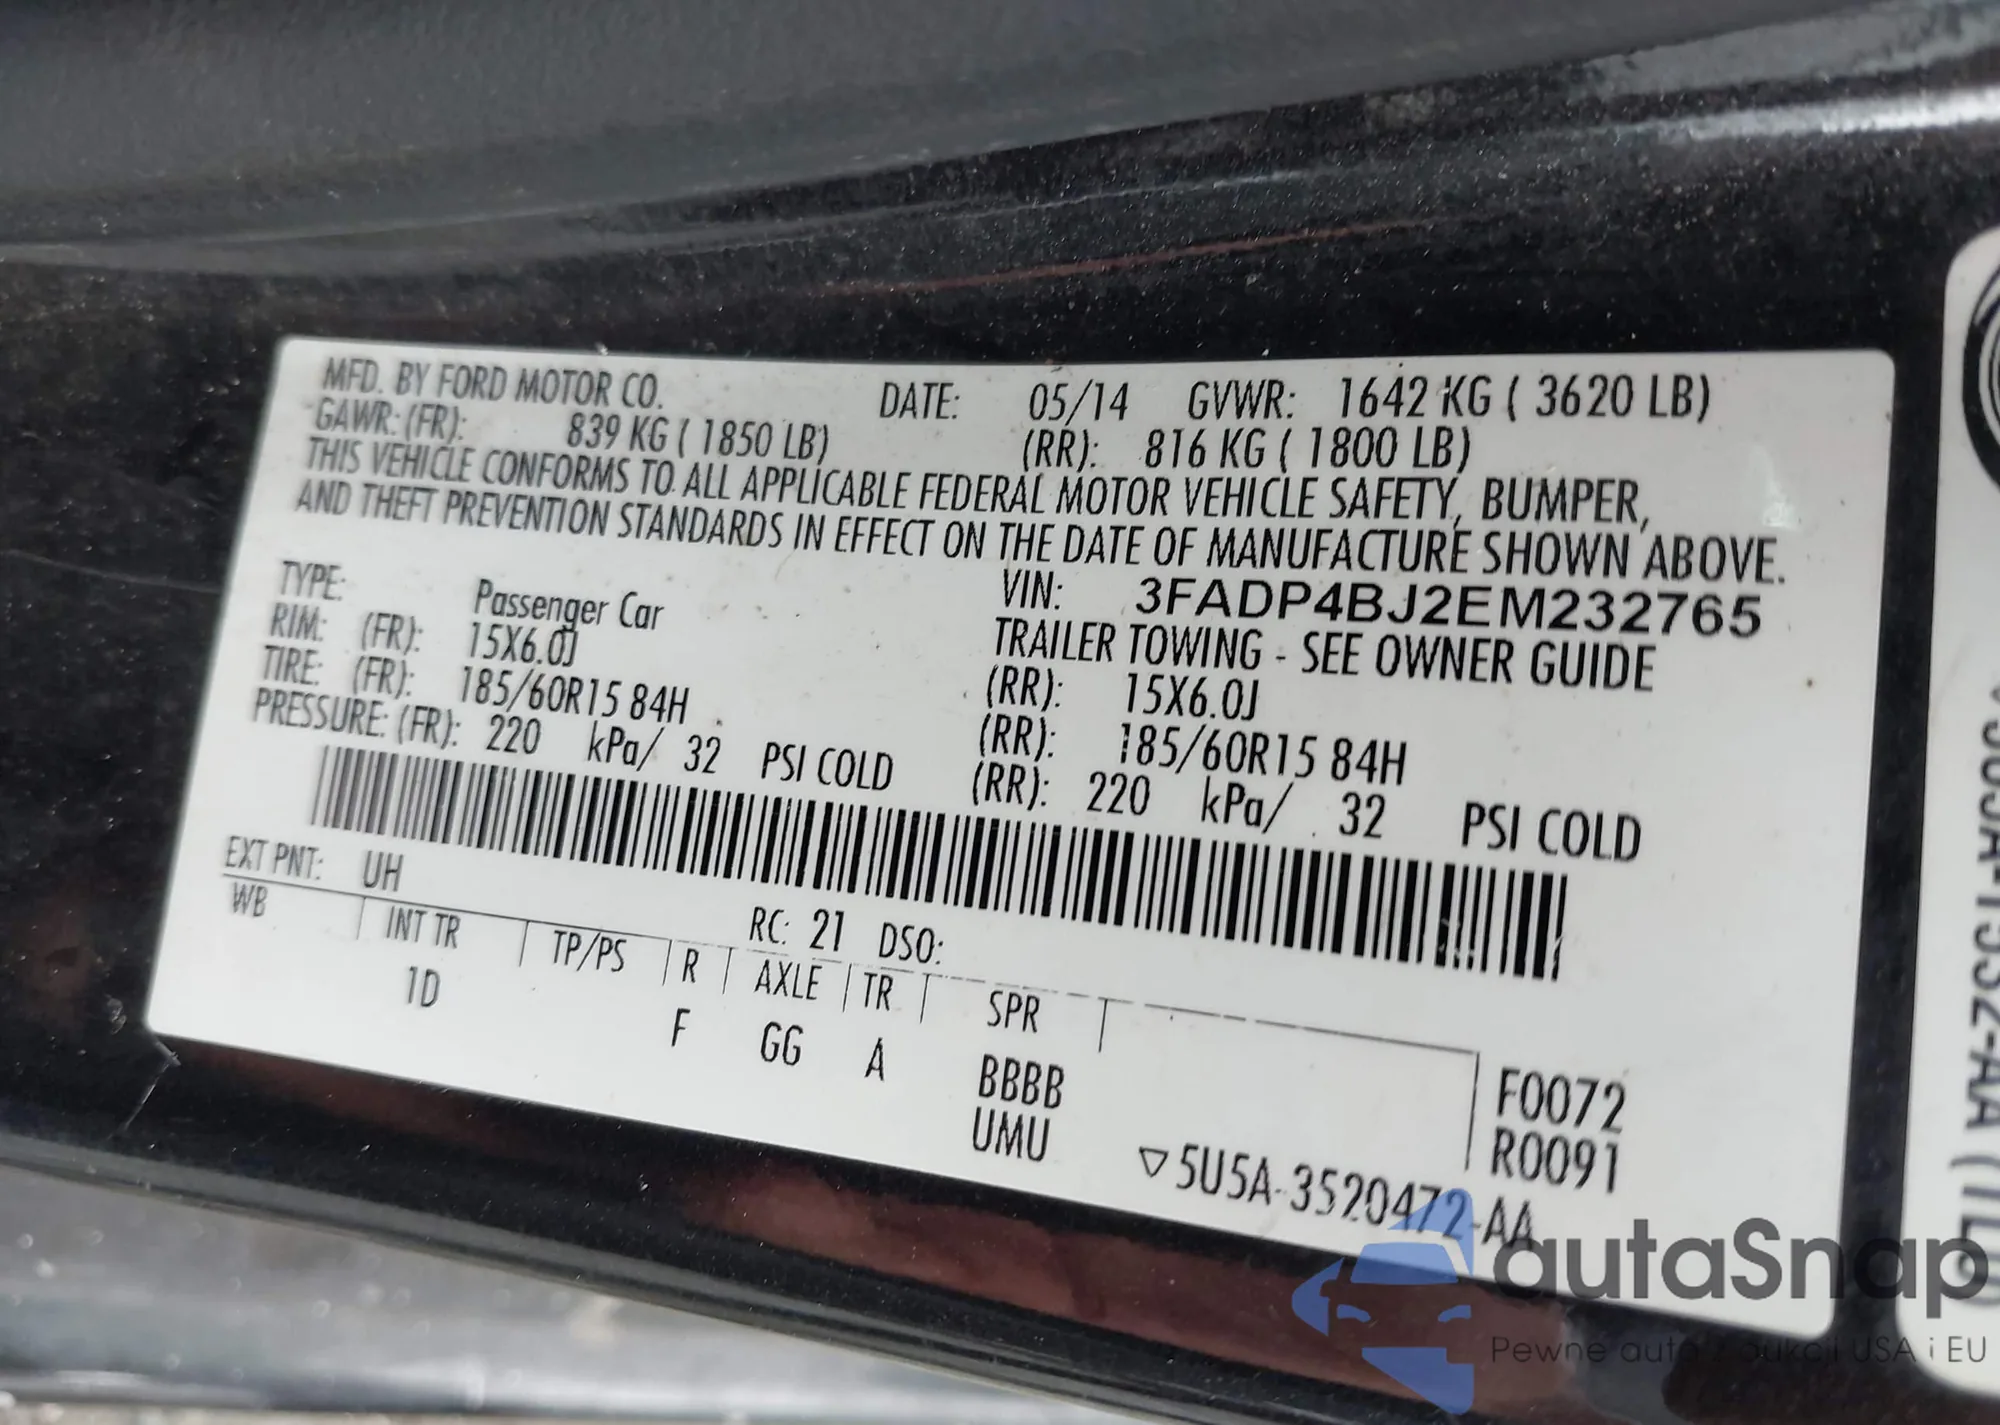 MFD. BY FORD MOTOR CO. DATE: 05/14 GVWR: 1642 KG ( 3620 LB)
GAWR: (FR): 839 KG ( 1850 LB) (RR): 816 KG ( 1800 LB)
THIS VEHICLE CONFORMS TO ALL APPLICABLE FEDERAL MOTOR VEHICLE SAFETY, BUMPER,
AND THEFT PREVENTION STANDARDS IN EFFECT ON THE DATE OF MANUFACTURE SHOWN ABOVE.
VIN: 3FADP4BJ2EM232765
TYPE: Passenger Car TRAILER TOWING - SEE OWNER GUIDE
RIM: (FR): 15X6.0J (RR): 15X6.0J
TIRE: (FR): 185/60R15 84H (RR): 185/60R15 84H
PRESSURE: (FR): 220 kPa/ 32 PSI COLD (RR): 220 kPa/ 32 PSI COLD
EXT PNT: UH RC: 21 DSO:
WB INT TR TP/PS R AXLE TR SPR
1D F GG A BBBB F0072
UMU R0091
▽5U5A-3520472-AA
autaSnap
Pewne auta z aukcji USA i EU